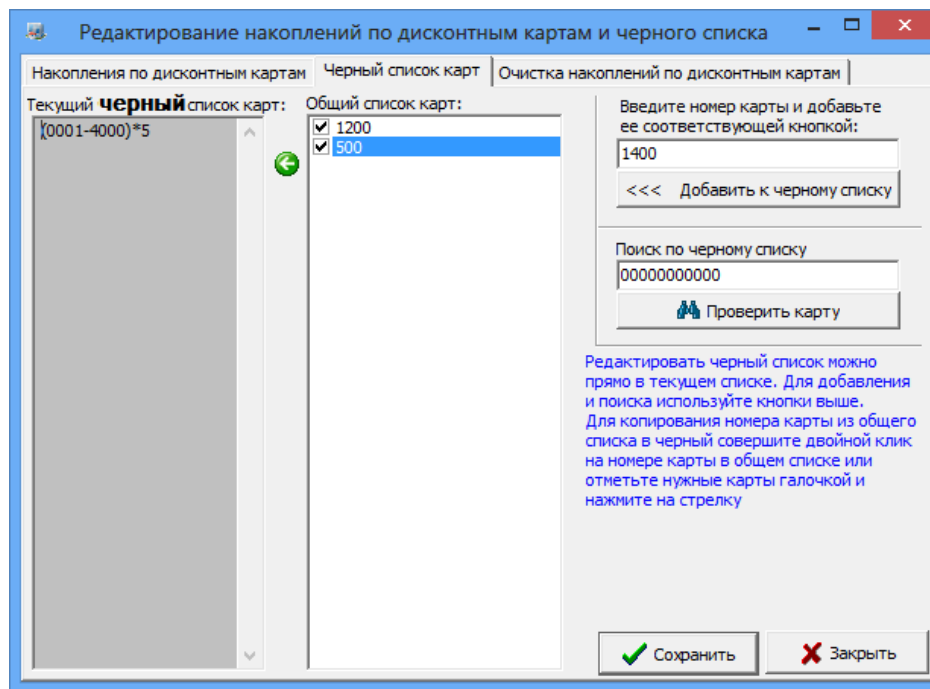 Редактирование накоплений по дисконтным картам и черного списка
Накопления по дисконтным картам
Черный список карт
Очистка накоплений по дисконтным картам
Текущий черный список карт:
(0001-4000)*5
Общий список карт:
1200
500
Введите номер карты и добавьте
ее соответствующей кнопкой:
1400
<<< Добавить к черному списку
Поиск по черному списку
00000000000
Проверить карту
Редактировать черный список можно
прямо в текущем списке. Для добавления
и поиска используйте кнопки выше.
Для копирования номера карты из общего
списка в черный совершите двойной клик
на номере карты в общем списке или
отметьте нужные карты галочкой и
нажмите на стрелку
Сохранить
Закрыть